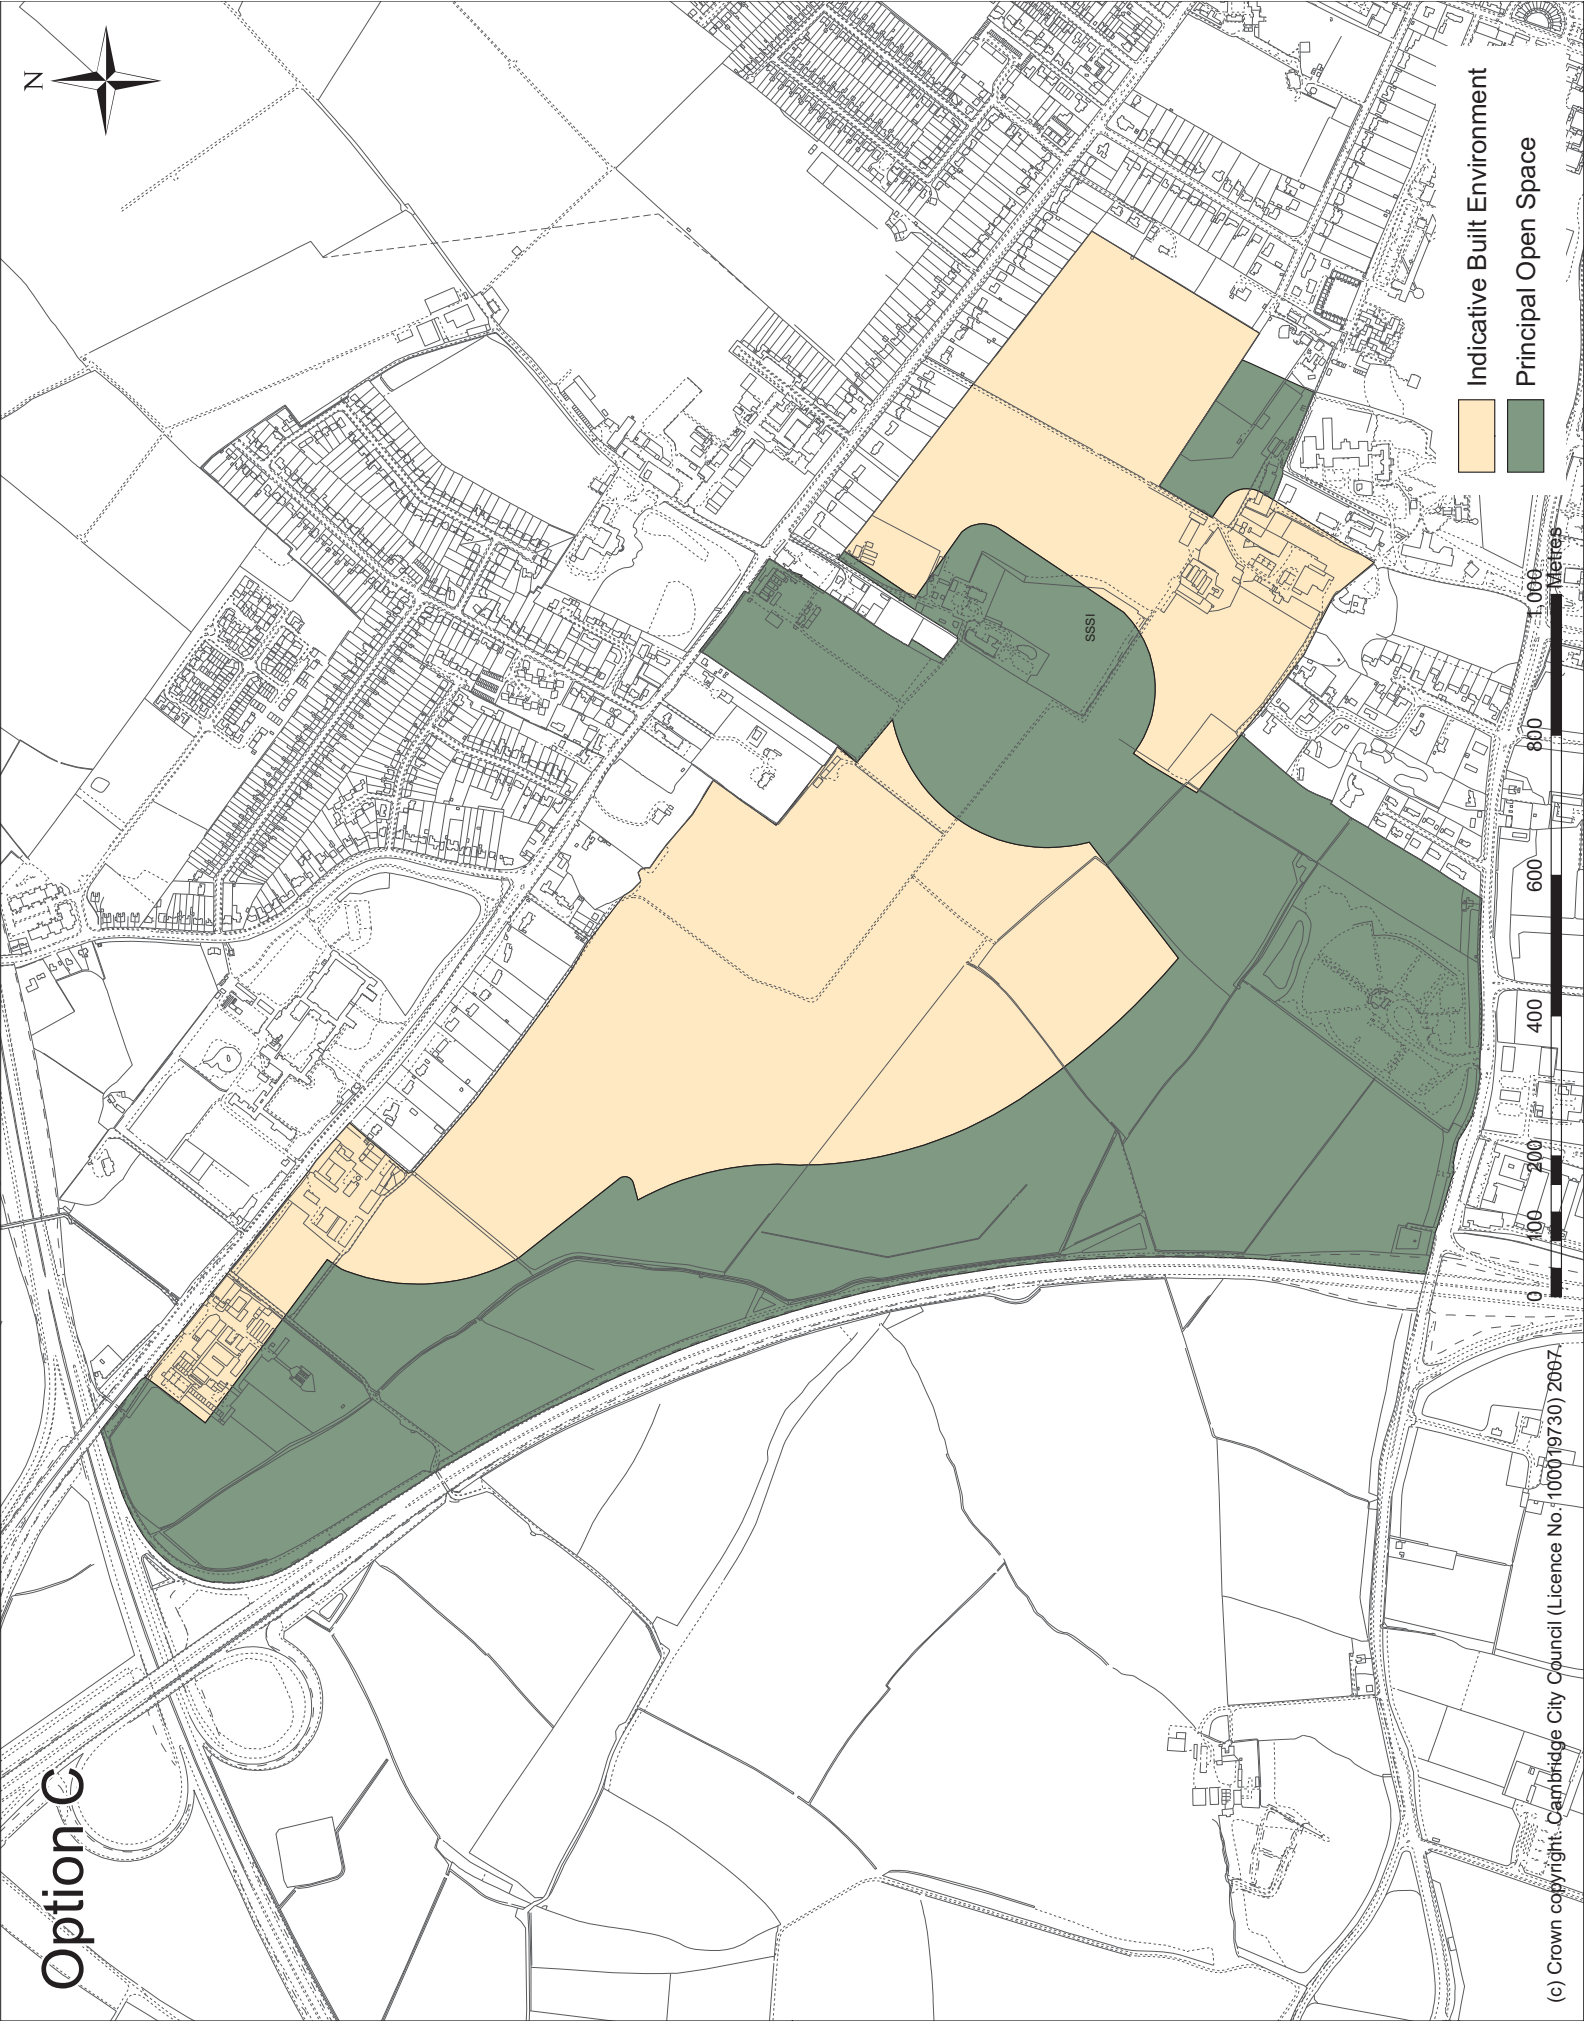 Option C
N
SSSI
Indicative Built Environment
Principal Open Space
0 100 200 400 600 800 1,000
Metres
(c) Crown copyright. Cambridge City Council (Licence No. 100019730) 2007.